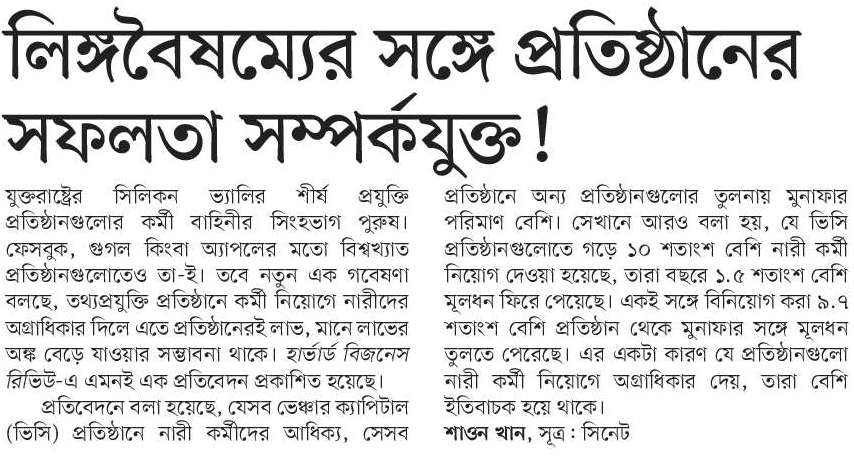 লিঙ্গবৈষম্যের সঙ্গে প্রতিষ্ঠানের
সফলতা সম্পর্কযুক্ত!
যুক্তরাষ্ট্রের সিলিকন ভ্যালির শীর্ষ প্রযুক্তি
প্রতিষ্ঠানগুলোর কর্মী বাহিনীর সিংহভাগ পুরুষ।
ফেসবুক, গুগল কিংবা অ্যাপলের মতো বিশ্বখ্যাত
প্রতিষ্ঠানগুলোতেও তা-ই। তবে নতুন এক গবেষণা
বলছে, তথ্যপ্রযুক্তি প্রতিষ্ঠানে কর্মী নিয়োগে নারীদের
অগ্রাধিকার দিলে এতে প্রতিষ্ঠানেরই লাভ, মানে লাভের
অঙ্ক বেড়ে যাওয়ার সম্ভাবনা থাকে। হার্ভার্ড বিজনেস
রিভিউ-এ এমনই এক প্রতিবেদন প্রকাশিত হয়েছে।
প্রতিবেদনে বলা হয়েছে, যেসব ভেঞ্চার ক্যাপিটাল
(ভিসি) প্রতিষ্ঠানে নারী কর্মীদের আধিক্য, সেসব
প্রতিষ্ঠানে অন্য প্রতিষ্ঠানগুলোর তুলনায় মুনাফার
পরিমাণ বেশি। সেখানে আরও বলা হয়, যে ভিসি
প্রতিষ্ঠানগুলোতে গড়ে ১০ শতাংশ বেশি নারী কর্মী
নিয়োগ দেওয়া হয়েছে, তারা বছরে ১.৫ শতাংশ বেশি
মূলধন ফিরে পেয়েছে। একই সঙ্গে বিনিয়োগ করা ৯.৭
শতাংশ বেশি প্রতিষ্ঠান থেকে মুনাফার সঙ্গে মূলধন
তুলতে পেরেছে। এর একটা কারণ যে প্রতিষ্ঠানগুলো
নারী কর্মী নিয়োগে অগ্রাধিকার দেয়, তারা বেশি
ইতিবাচক হয়ে থাকে।
শাওন খান, সূত্র: সিনেট